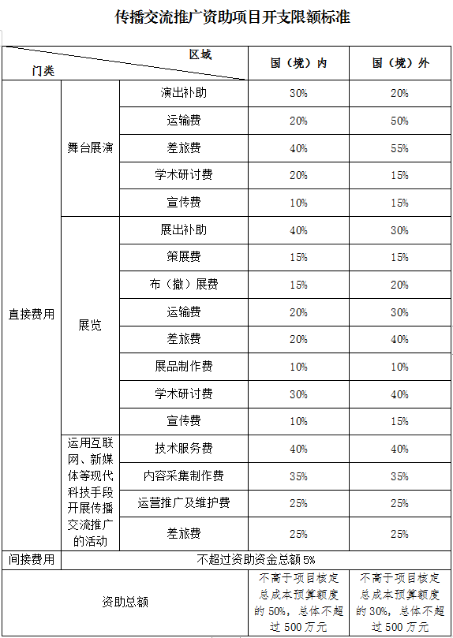 传播交流推广资助项目开支限额标准
区域
门类
国（境）内
国（境）外
直接费用
舞台展演
演出补助 30% 20%
运输费 20% 50%
差旅费 40% 55%
学术研讨费 20% 15%
宣传费 10% 15%
展览
展出补助 40% 30%
策展费 15% 15%
布（撤）展费 15% 20%
运输费 20% 30%
差旅费 20% 40%
展品制作费 10% 10%
学术研讨费 30% 40%
宣传费 10% 15%
运用互联
网、新媒
体等现代
科技手段
开展传播
交流推广
的活动
技术服务费 40% 40%
内容采集制作费 35% 35%
运营推广及维护费 25% 25%
差旅费 25% 25%
间接费用
不超过资助资金总额5%
资助总额
不高于项目核定
总成本预算额度
的50%，总体不超
过500万元
不高于项目核定
总成本预算额度
的30%，总体不超
过500万元